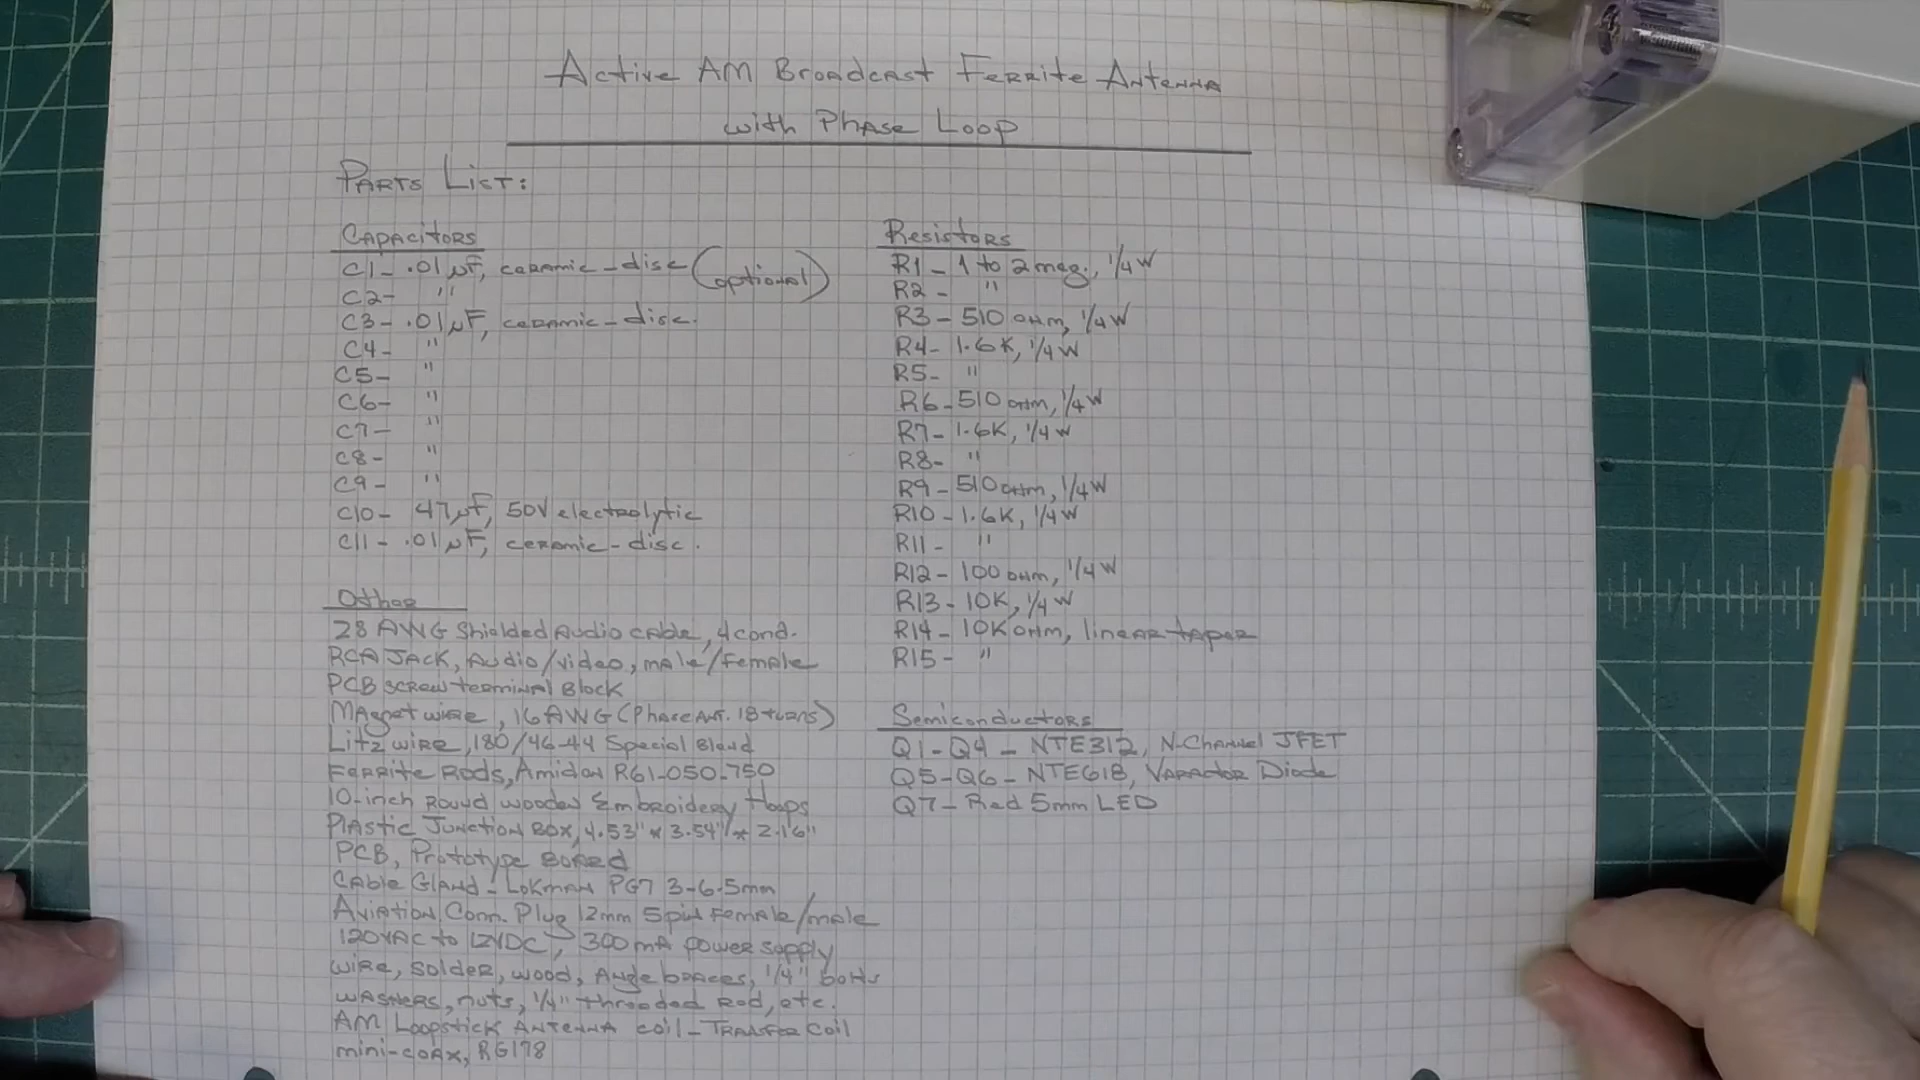 Active AM Broadcast Ferrite Antenna
with Phase Loop
Parts List:
Capacitors
C1- .01µF, ceramic-disc (optional)
C2- "
C3- .01µF, ceramic-disc.
C4- "
C5- "
C6- "
C7- "
C8- "
C9- "
C10- 47µf, 50V electrolytic
C11- .01µF, ceramic-disc.
Other
28 AWG Shielded Audio cable, 4 cond.
RCA JACK, Audio/video, male/female
PCB screw terminal Block
Magnet wire, 16 AWG (Phase Ant. 18 turns)
Litz wire, 180/46-44 Special Blend
Ferrite Rods, Amidon R61-050-750
10-inch Round wooden Embroidery Hoops
Plastic Junction Box, 4.53" * 3.54" * 2.16"
PCB, Prototype Board
Cable Gland - Lokman PG7 3-6.5mm
Aviation Conn. Plug 12mm 5pin Female/male
120VAC to 12VDC, 300mA power supply
wire, solder, wood, Angle braces, 1/4" bolts
washers, nuts, 1/4" threaded Rod, etc.
AM Loopstick Antenna coil - Transfer Coil
mini-coax, RG178
Resistors
R1- 1 to 2 meg., 1/4W
R2- "
R3- 510 ohm, 1/4W
R4- 1.6K, 1/4W
R5- "
R6- 510 ohm, 1/4W
R7- 1.6K, 1/4W
R8- "
R9- 510 ohm, 1/4W
R10- 1.6K, 1/4W
R11- "
R12- 100 ohm, 1/4W
R13- 10K, 1/4W
R14- 10K ohm, linear taper
R15- "
Semiconductors
Q1-Q4- NTE312, N-Channel JFET
Q5-Q6- NTE618, Varactor Diode
Q7- Red 5mm LED